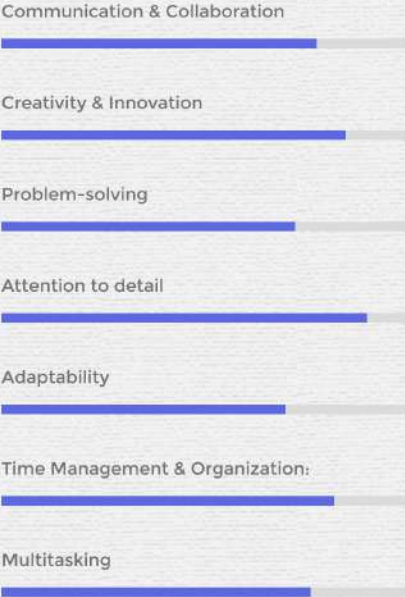 Communication & Collaboration
Creativity & Innovation
Problem-solving
Attention to detail
Adaptability
Time Management & Organization:
Multitasking